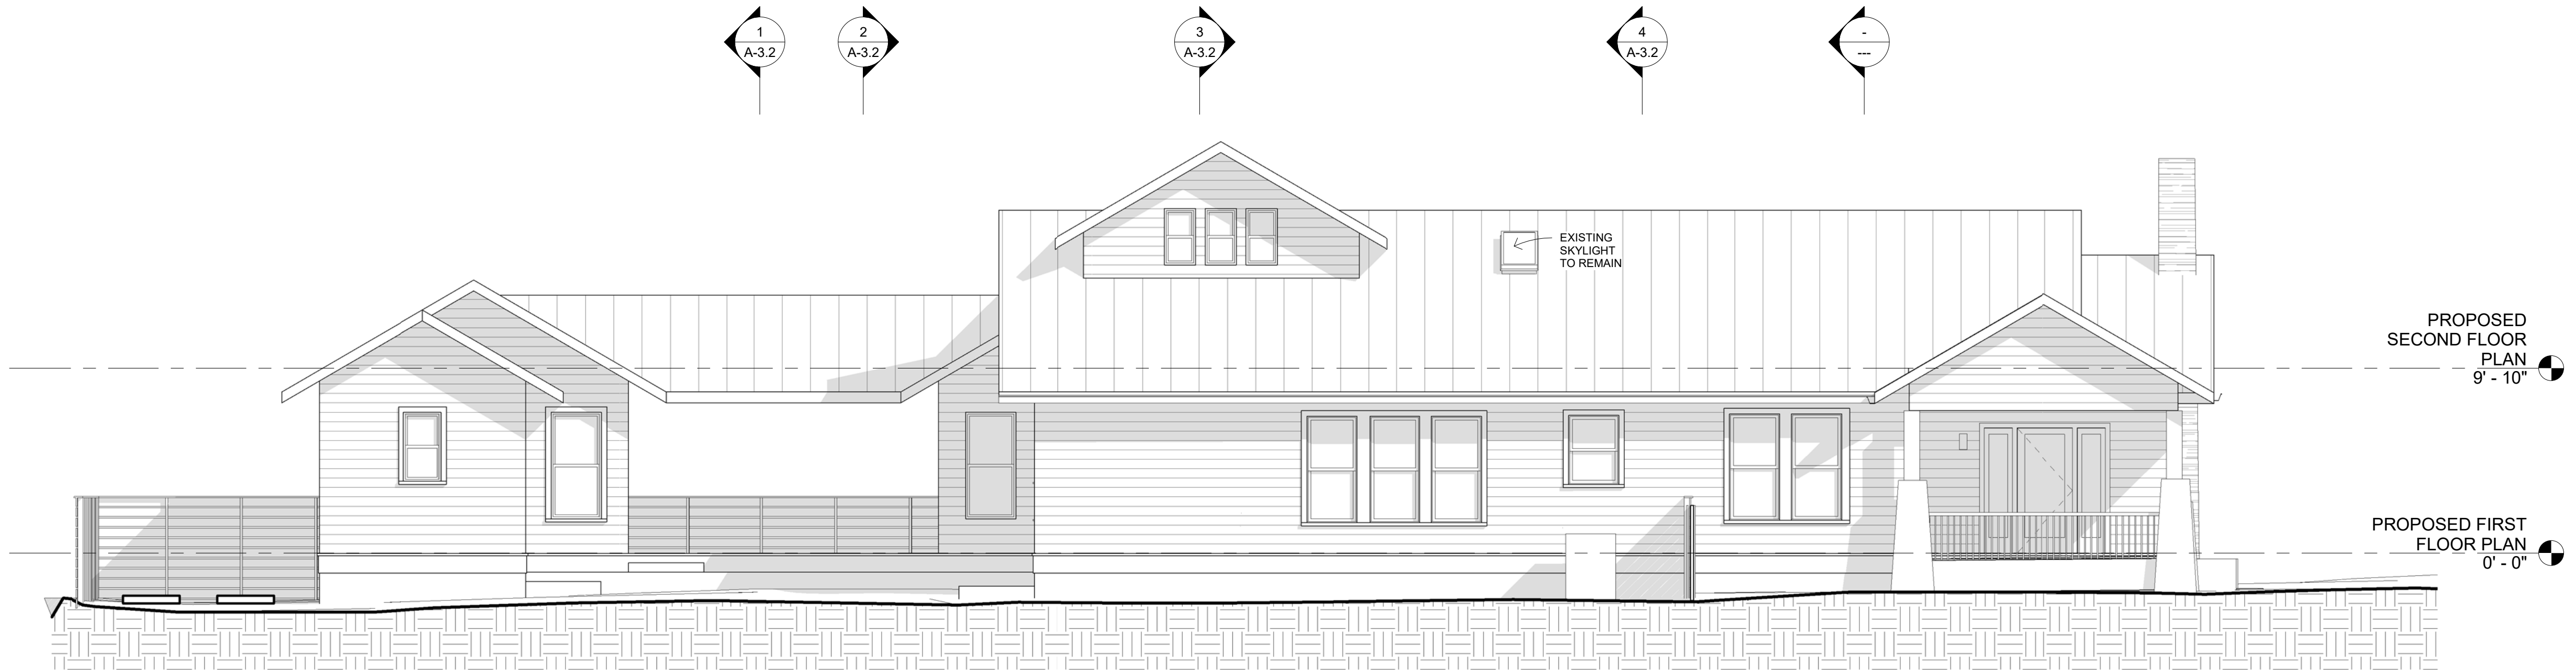 1
A-3.2
2
A-3.2
3
A-3.2
4
A-3.2
-
---
EXISTING
SKYLIGHT
TO REMAIN
PROPOSED
SECOND FLOOR
PLAN
9' - 10"
PROPOSED FIRST
FLOOR PLAN
0' - 0"